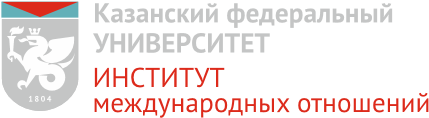 Казанский федеральный
УНИВЕРСИТЕТ
ИНСТИТУТ
международных отношений
1804